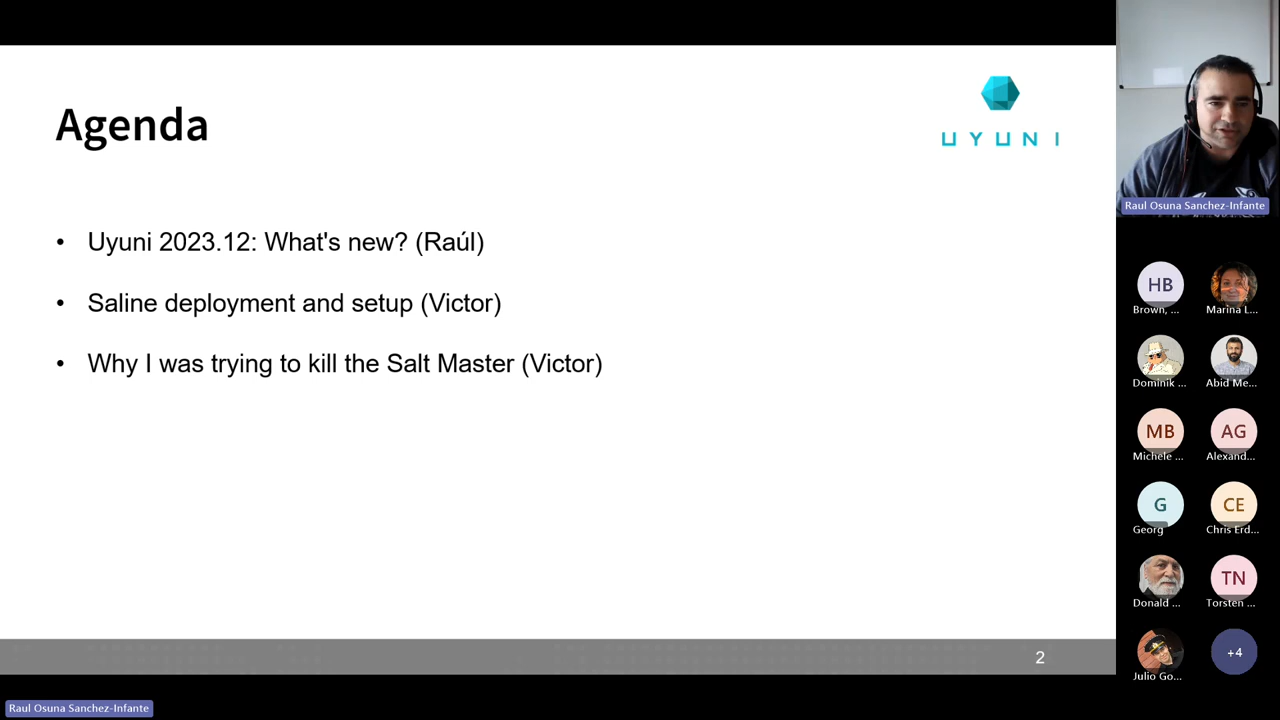 Agenda
UYUNI
• Uyuni 2023.12: What's new? (Raúl)
• Saline deployment and setup (Victor)
• Why I was trying to kill the Salt Master (Victor)
2
Raul Osuna Sanchez-Infante
Raul Osuna Sanchez-Infante
HB
Brown, ...
Marina L...
Dominik ...
Abid Me...
MB
Michele ...
AG
Alexand...
G
Georg
CE
Chris Erd...
Donald ...
TN
Torsten ...
Julio Go...
+4